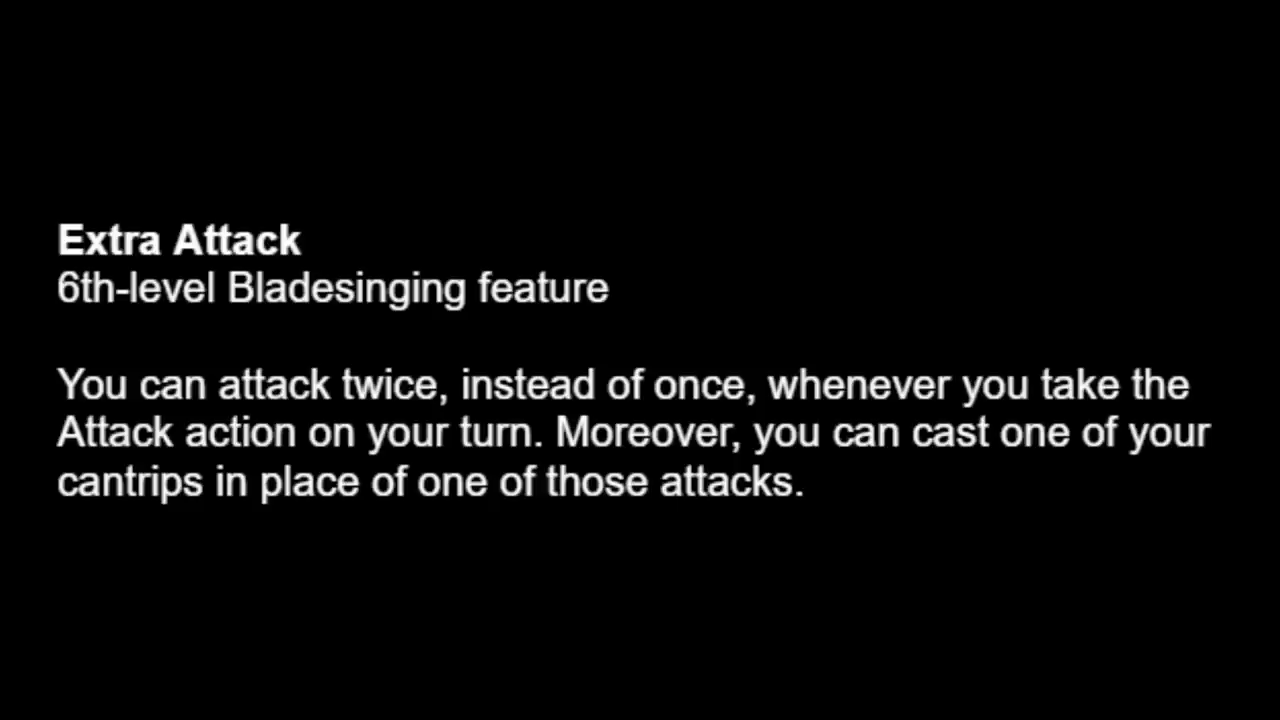 Extra Attack
6th-level Bladesinging feature
You can attack twice, instead of once, whenever you take the
Attack action on your turn. Moreover, you can cast one of your
cantrips in place of one of those attacks.